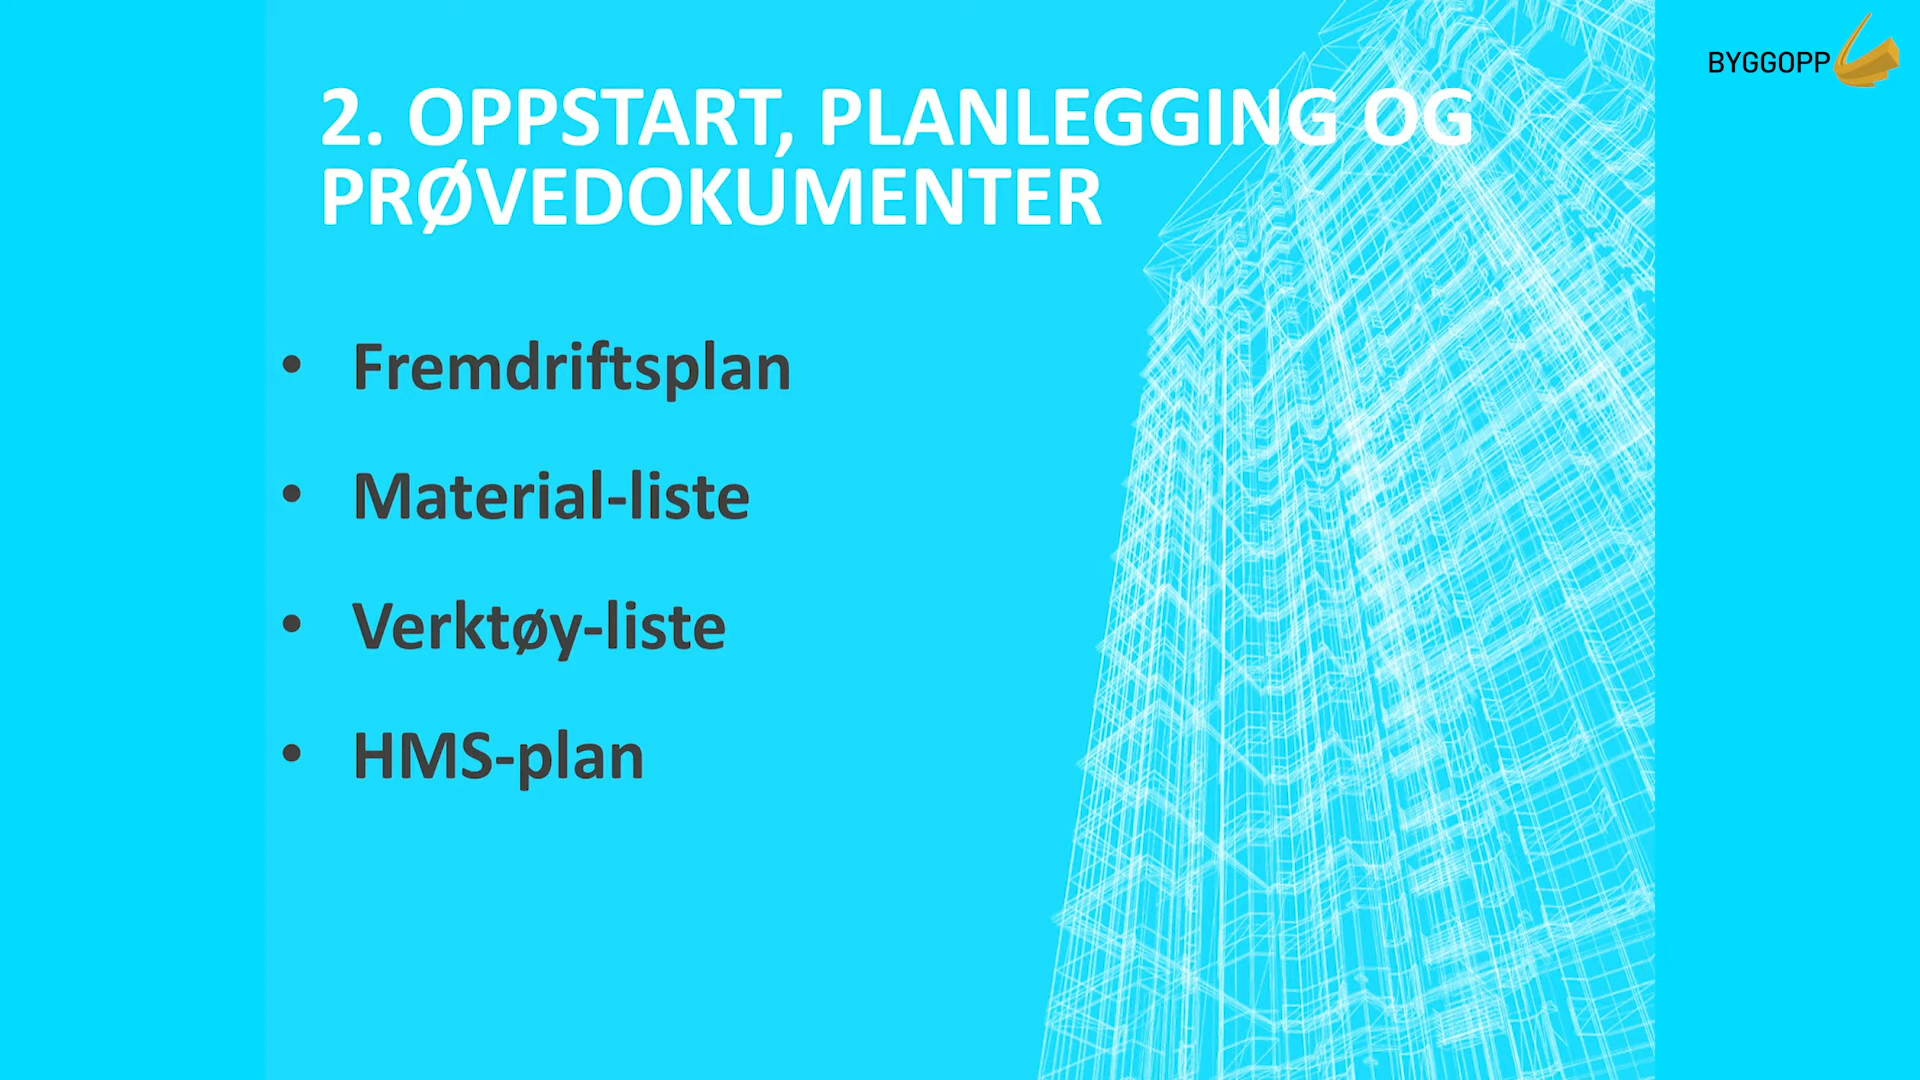 BYGGOPP
2. OPPSTART, PLANLEGGING OG
PRØVEDOKUMENTER
• Fremdriftsplan
• Material-liste
• Verktøy-liste
• HMS-plan